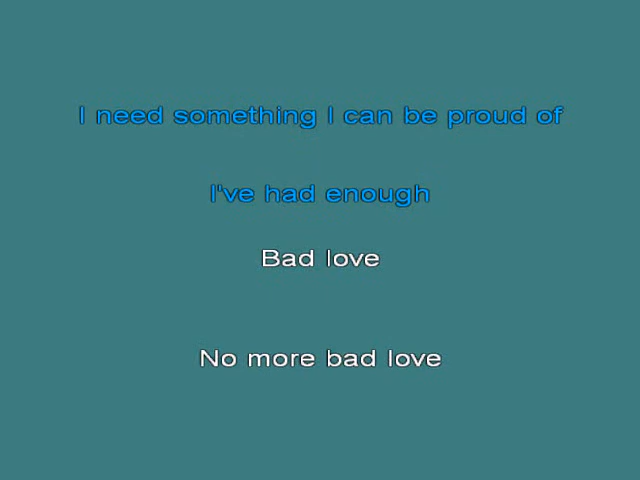 I need something I can be proud of
I've had enough
Bad love
No more bad love